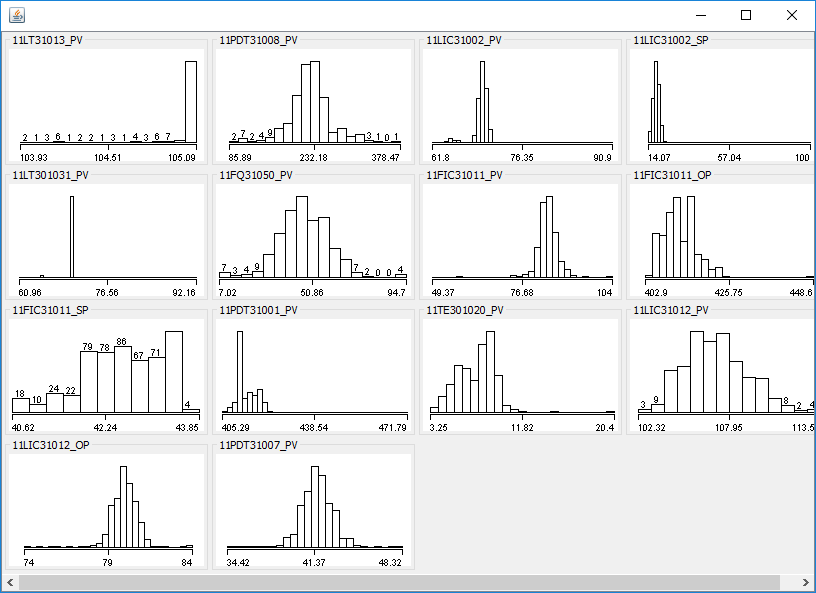 11LT31013_PV
2 1 3 6 1 2 2 1 3 1 4 3 6 7
103.93 104.51 105.09
11PDT31008_PV
2 7 2 4 9 3 1 0 1
85.89 232.18 378.47
11LIC31002_PV
61.8 76.35 90.9
11LIC31002_SP
14.07 57.04 100
11LT301031_PV
60.96 76.56 92.16
11FQ31050_PV
7 3 4 9 7 2 0 0 4
7.02 50.86 94.7
11FIC31011_PV
49.37 76.68 104
11FIC31011_OP
402.9 425.75 448.6
11FIC31011_SP
18 10 24 22 79 78 86 67 71 4
40.62 42.24 43.85
11PDT31001_PV
405.29 438.54 471.79
11TE301020_PV
3.25 11.82 20.4
11LIC31012_PV
3 9 8 2 4
102.32 107.95 113.5
11LIC31012_OP
74 79 84
11PDT31007_PV
34.42 41.37 48.32